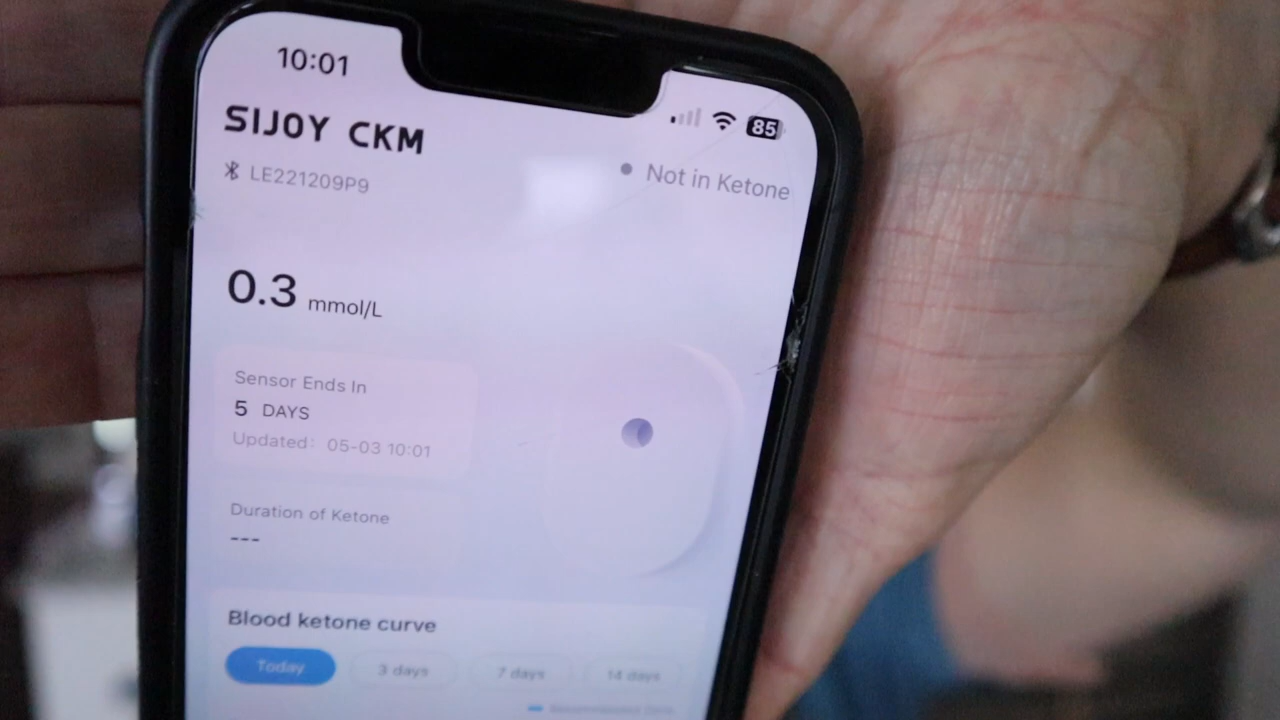 10:01
85
SIJOY CKM
LE221209P9
Not in Ketone
0.3 mmol/L
Sensor Ends In
5 DAYS
Updated: 05-03 10:01
Duration of Ketone
---
Blood ketone curve
Today 3 days 7 days 14 days